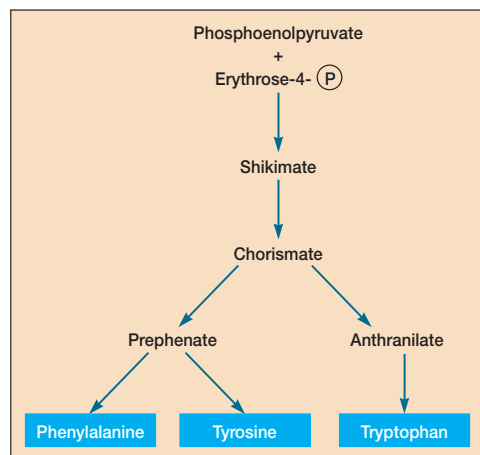 Phosphoenolpyruvate
+
Erythrose-4- P
Shikimate
Chorismate
Prephenate Anthranilate
Phenylalanine Tyrosine Tryptophan